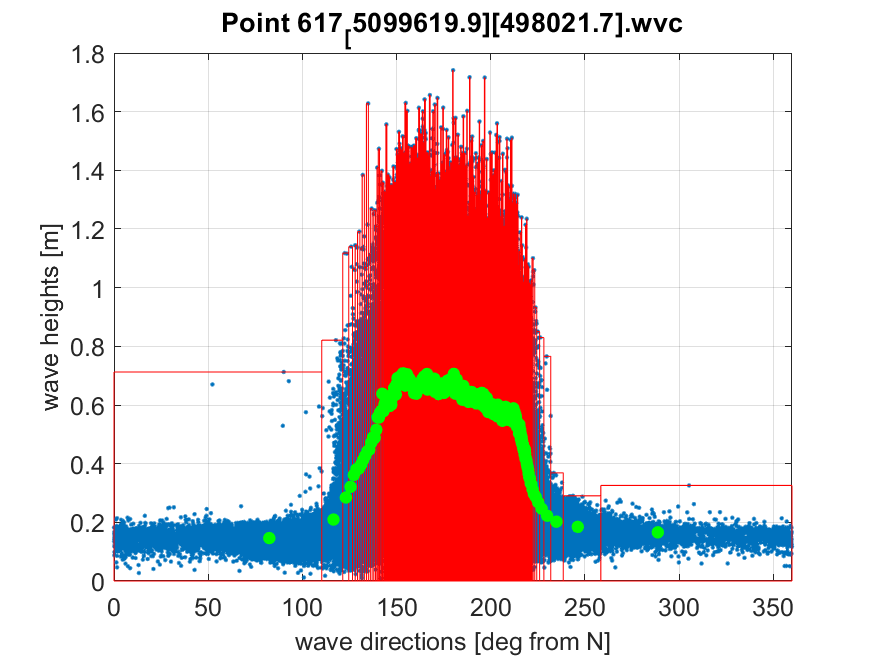 Point 617[5099619.9][498021.7].wvc
1.8
1.6
1.4
1.2
1
0.8
0.6
0.4
0.2
0
wave heights [m]
0 50 100 150 200 250 300 350
wave directions [deg from N]